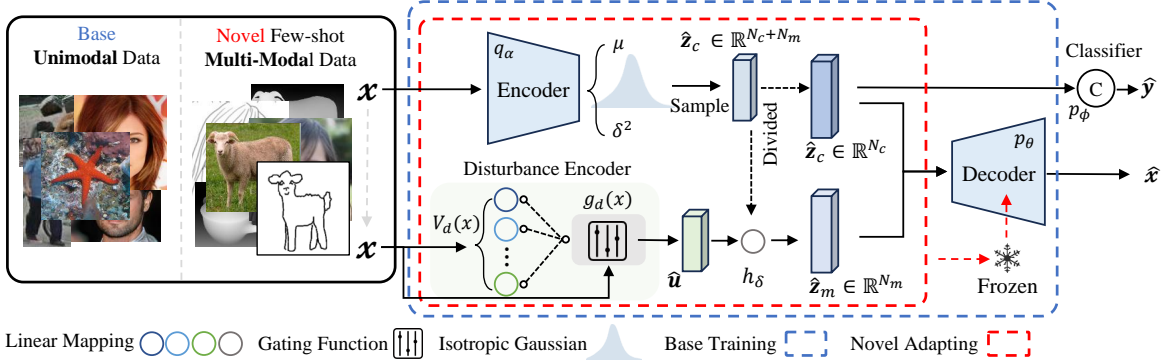 Base
Unimodal Data
Novel Few-shot
Multi-Modal Data
x
x
q_α
Encoder
μ
δ²
Sample
ẑ_c ∈ ℝ^{N_c+N_m}
Divided
ẑ_c ∈ ℝ^{N_c}
Classifier
C
p_ϕ
ŷ
p_θ
Decoder
x̂
Disturbance Encoder
V_d(x)
g_d(x)
û
h_δ
ẑ_m ∈ ℝ^{N_m}
Frozen
Linear Mapping
Gating Function
Isotropic Gaussian
Base Training
Novel Adapting